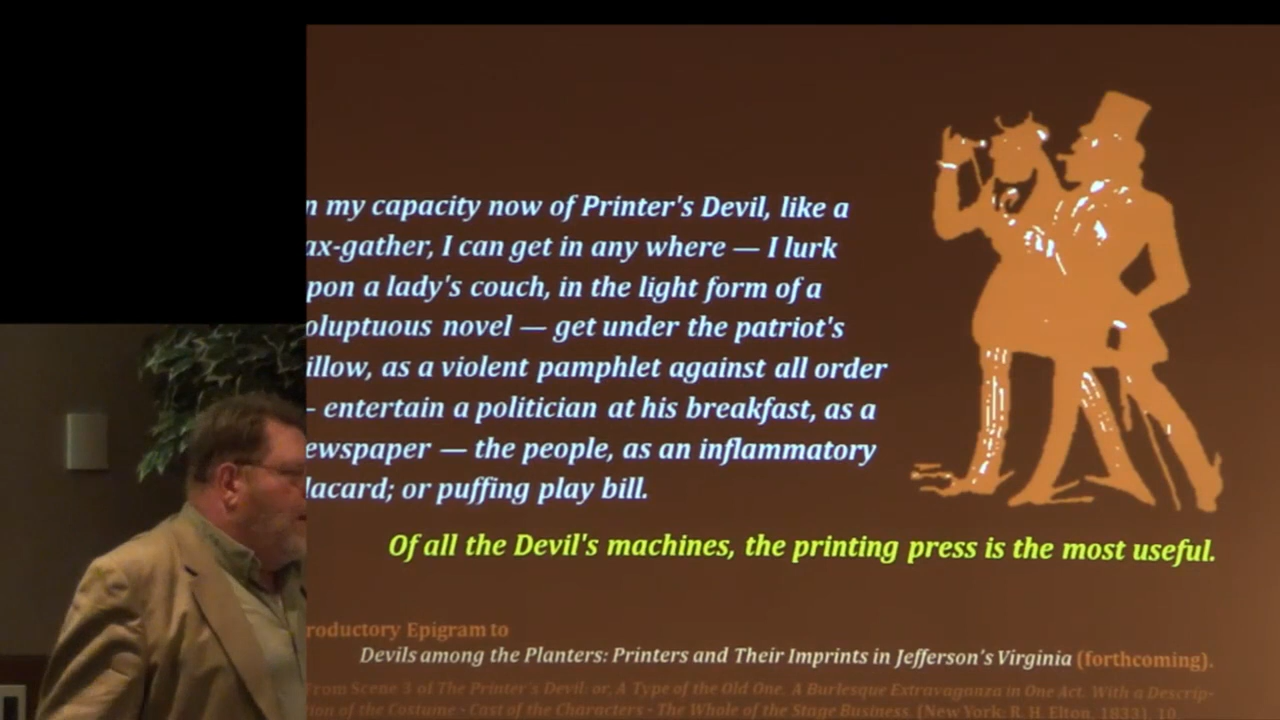 n my capacity now of Printer's Devil, like a
ax-gather, I can get in any where — I lurk
pon a lady's couch, in the light form of a
oluptuous novel — get under the patriot's
illow, as a violent pamphlet against all order
– entertain a politician at his breakfast, as a
ewspaper — the people, as an inflammatory
lacard; or puffing play bill.
Of all the Devil's machines, the printing press is the most useful.
roductory Epigram to
Devils among the Planters: Printers and Their Imprints in Jefferson's Virginia (forthcoming).
From Scene 3 of The Printer's Devil: or, A Type of the Old One. A Burlesque Extravaganza in One Act. With a Descrip-
tion of the Costume - Cast of the Characters - The Whole of the Stage Business. [New York: R. H. Elton, 1833], 10.